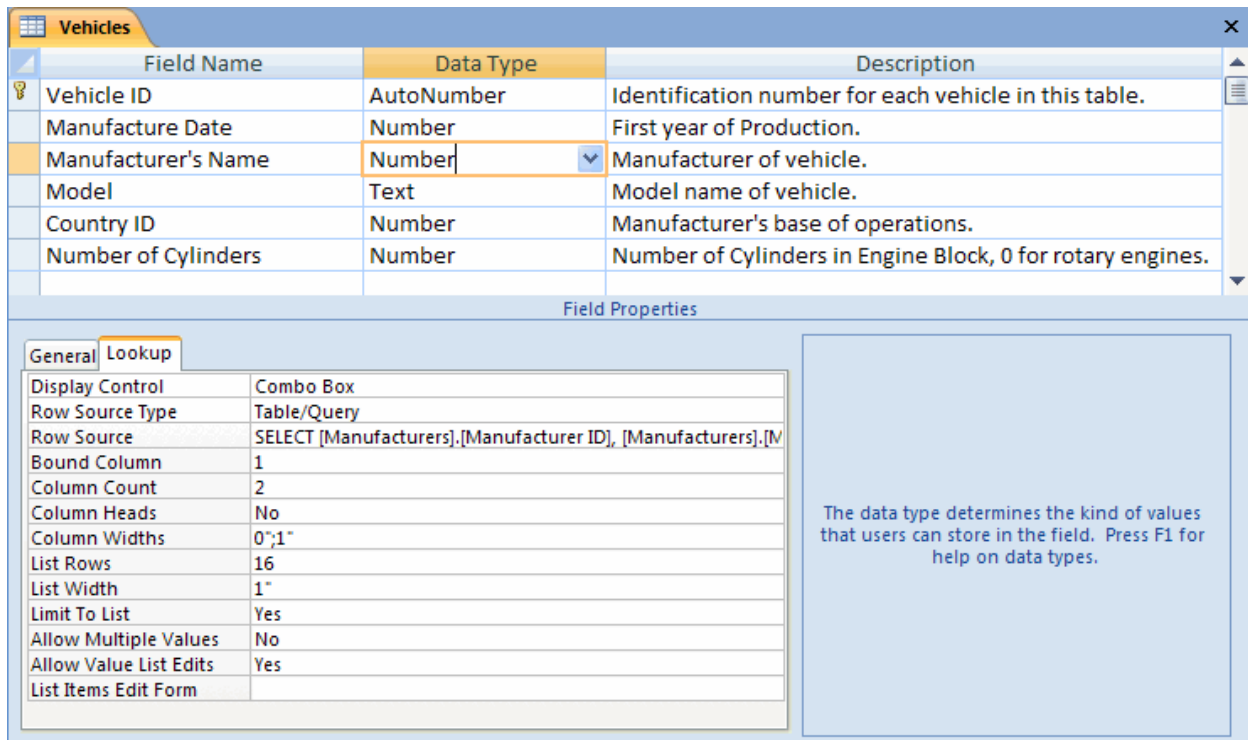 Vehicles
Field Name Data Type Description
Vehicle ID AutoNumber Identification number for each vehicle in this table.
Manufacture Date Number First year of Production.
Manufacturer's Name Number Manufacturer of vehicle.
Model Text Model name of vehicle.
Country ID Number Manufacturer's base of operations.
Number of Cylinders Number Number of Cylinders in Engine Block, 0 for rotary engines.
Field Properties
General Lookup
Display Control Combo Box
Row Source Type Table/Query
Row Source SELECT [Manufacturers].[Manufacturer ID], [Manufacturers].[M
Bound Column 1
Column Count 2
Column Heads No
Column Widths 0";1"
List Rows 16
List Width 1"
Limit To List Yes
Allow Multiple Values No
Allow Value List Edits Yes
List Items Edit Form
The data type determines the kind of values
that users can store in the field. Press F1 for
help on data types.